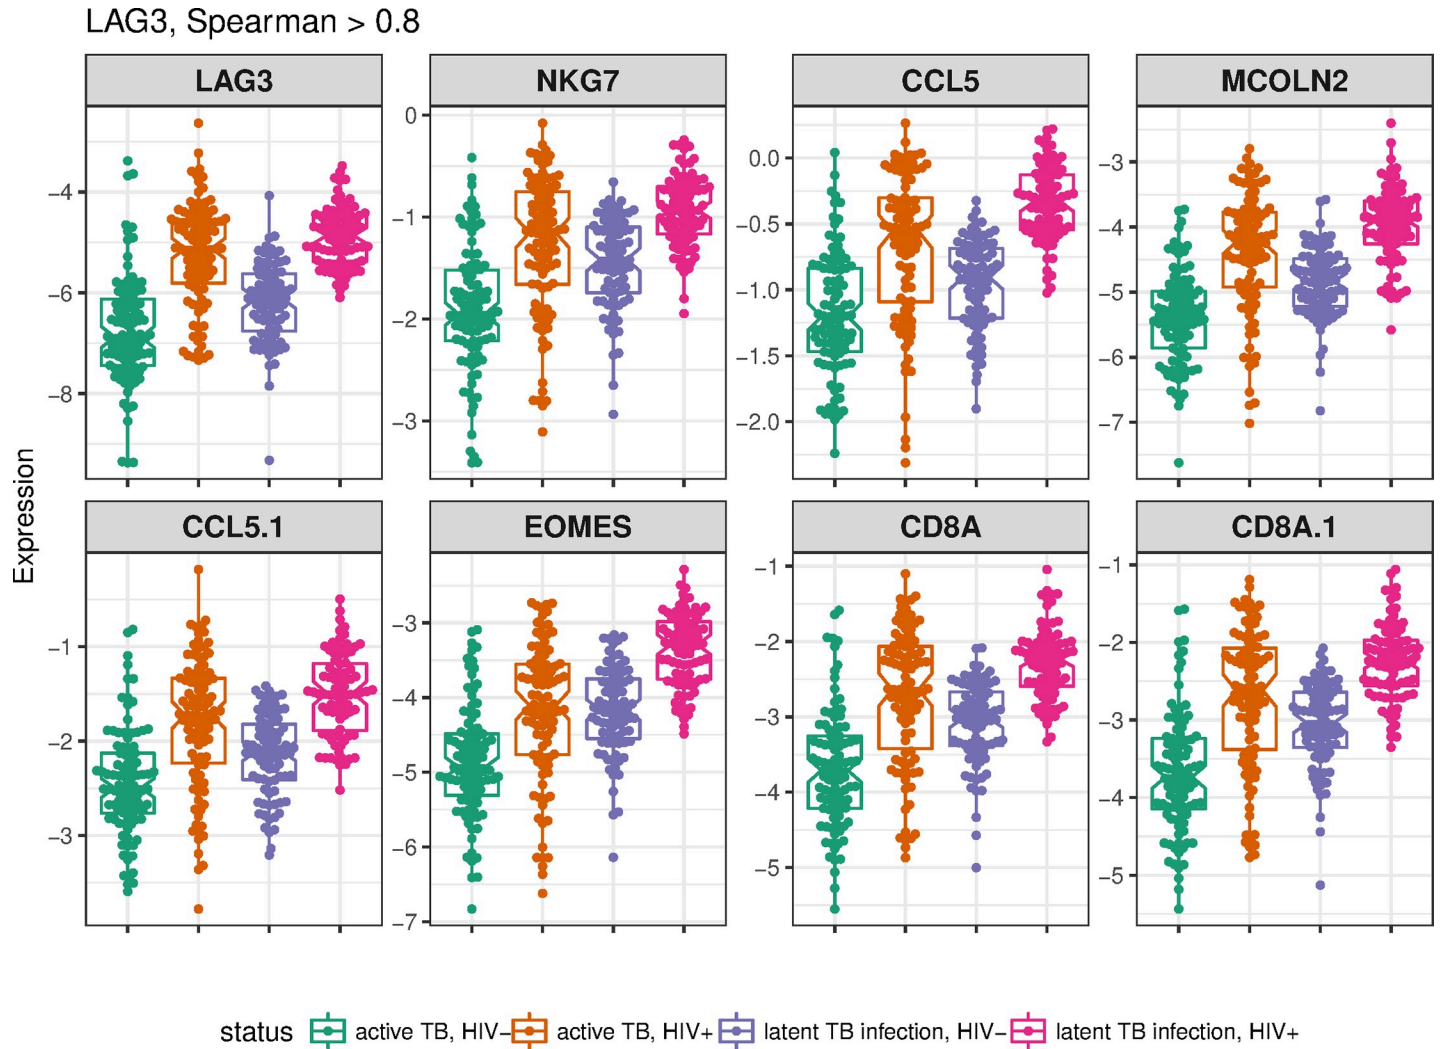 LAG3, Spearman > 0.8
LAG3 NKG7 CCL5 MCOLN2
−4 −6 −8
0 −1 −2 −3
0.0 −0.5 −1.0 −1.5 −2.0
−3 −4 −5 −6 −7
Expression
CCL5.1 EOMES CD8A CD8A.1
−1 −2 −3
−3 −4 −5 −6 −7
−1 −2 −3 −4 −5
−1 −2 −3 −4 −5
status active TB, HIV− active TB, HIV+ latent TB infection, HIV− latent TB infection, HIV+